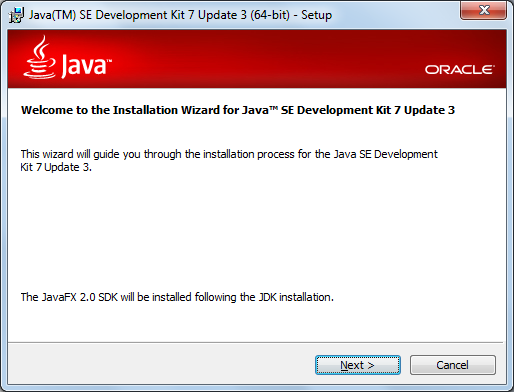 Java(TM) SE Development Kit 7 Update 3 (64-bit) - Setup
Java™
ORACLE®
Welcome to the Installation Wizard for Java™ SE Development Kit 7 Update 3
This wizard will guide you through the installation process for the Java SE Development
Kit 7 Update 3.
The JavaFX 2.0 SDK will be installed following the JDK installation.
Next >
Cancel